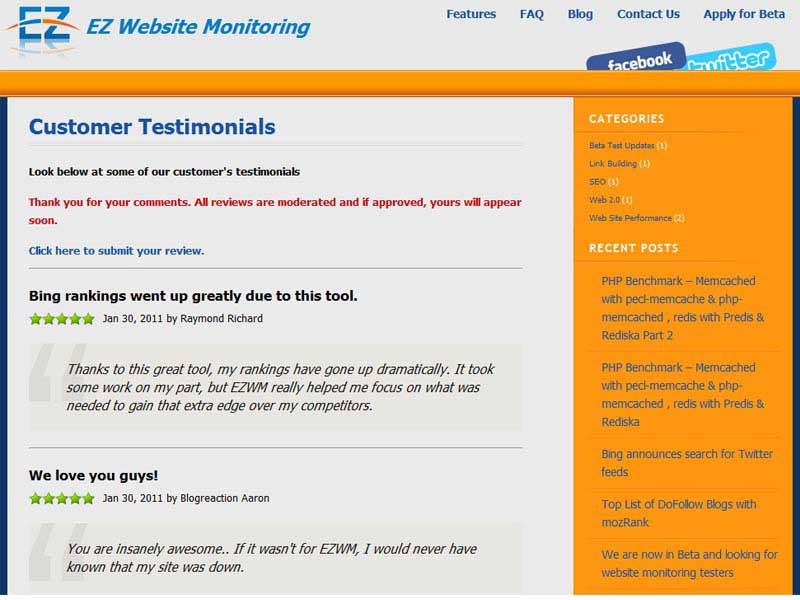 EZ
EZ Website Monitoring
Features FAQ Blog Contact Us Apply for Beta
facebook
twitter
Customer Testimonials
Look below at some of our customer's testimonials
Thank you for your comments. All reviews are moderated and if approved, yours will appear
soon.
Click here to submit your review.
Bing rankings went up greatly due to this tool.
Jan 30, 2011 by Raymond Richard
Thanks to this great tool, my rankings have gone up dramatically. It took
some work on my part, but EZWM really helped me focus on what was
needed to gain that extra edge over my competitors.
We love you guys!
Jan 30, 2011 by Blogreaction Aaron
You are insanely awesome.. If it wasn't for EZWM, I would never have
known that my site was down.
CATEGORIES
Beta Test Updates (1)
Link Building (1)
SEO (1)
Web 2.0 (1)
Web Site Performance (2)
RECENT POSTS
PHP Benchmark – Memcached
with pecl-memcache & php-
memcached , redis with Predis &
Rediska Part 2
PHP Benchmark – Memcached
with pecl-memcache & php-
memcached , redis with Predis &
Rediska
Bing announces search for Twitter
feeds
Top List of DoFollow Blogs with
mozRank
We are now in Beta and looking for
website monitoring testers